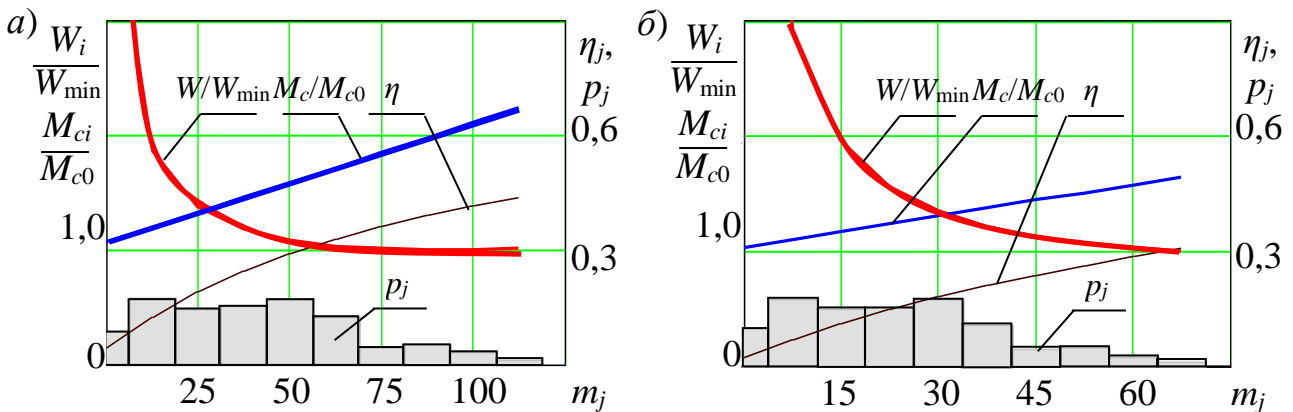 а)
W_i
W_min
M_ci
M_c0
1,0
0
W/W_min M_c/M_c0 η
p_j
η_j,
p_j
0,6
0,3
25 50 75 100 m_j
б)
W_i
W_min
M_ci
M_c0
1,0
0
W/W_min M_c/M_c0 η
p_j
η_j,
p_j
0,6
0,3
15 30 45 60 m_j